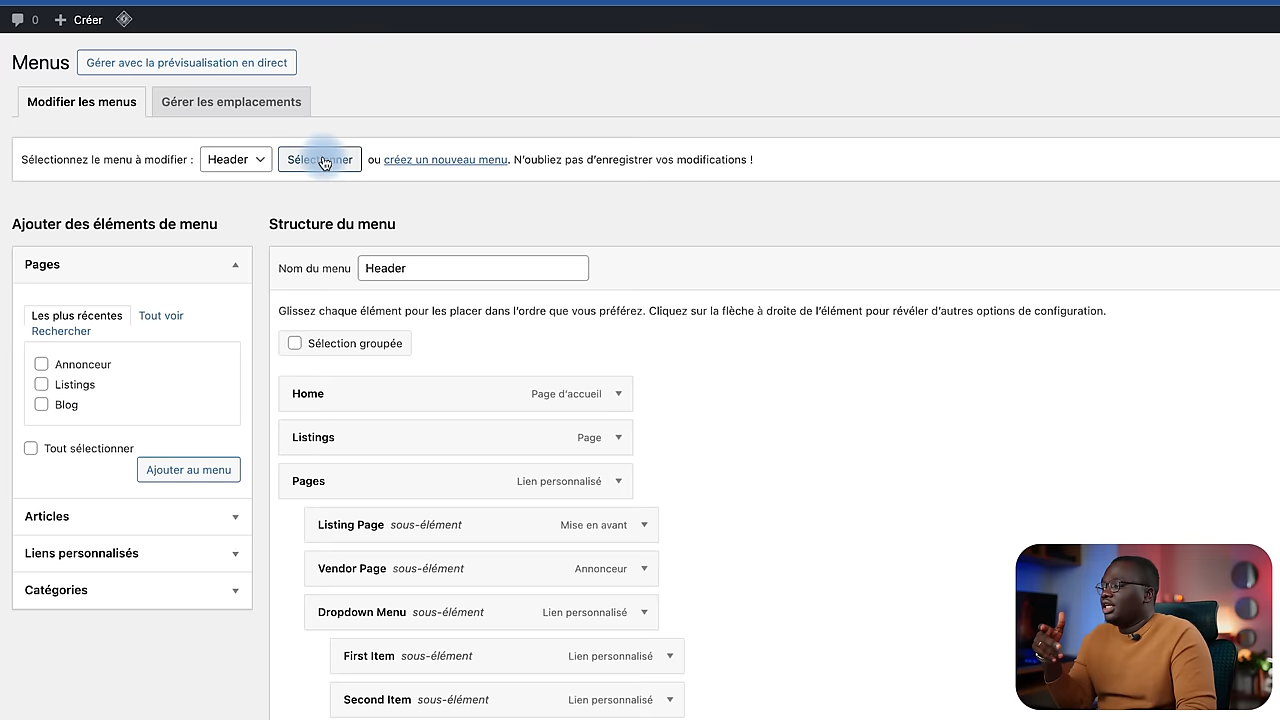 0 Créer
Menus Gérer avec la prévisualisation en direct
Modifier les menus Gérer les emplacements
Sélectionnez le menu à modifier : Header Sélectionner ou créez un nouveau menu. N'oubliez pas d'enregistrer vos modifications !
Ajouter des éléments de menu
Pages
Les plus récentes Tout voir
Rechercher
Annonceur
Listings
Blog
Tout sélectionner
Ajouter au menu
Articles
Liens personnalisés
Catégories
Structure du menu
Nom du menu Header
Glissez chaque élément pour les placer dans l'ordre que vous préférez. Cliquez sur la flèche à droite de l'élément pour révéler d'autres options de configuration.
Sélection groupée
Home Page d'accueil
Listings Page
Pages Lien personnalisé
Listing Page sous-élément Mise en avant
Vendor Page sous-élément Annonceur
Dropdown Menu sous-élément Lien personnalisé
First Item sous-élément Lien personnalisé
Second Item sous-élément Lien personnalisé